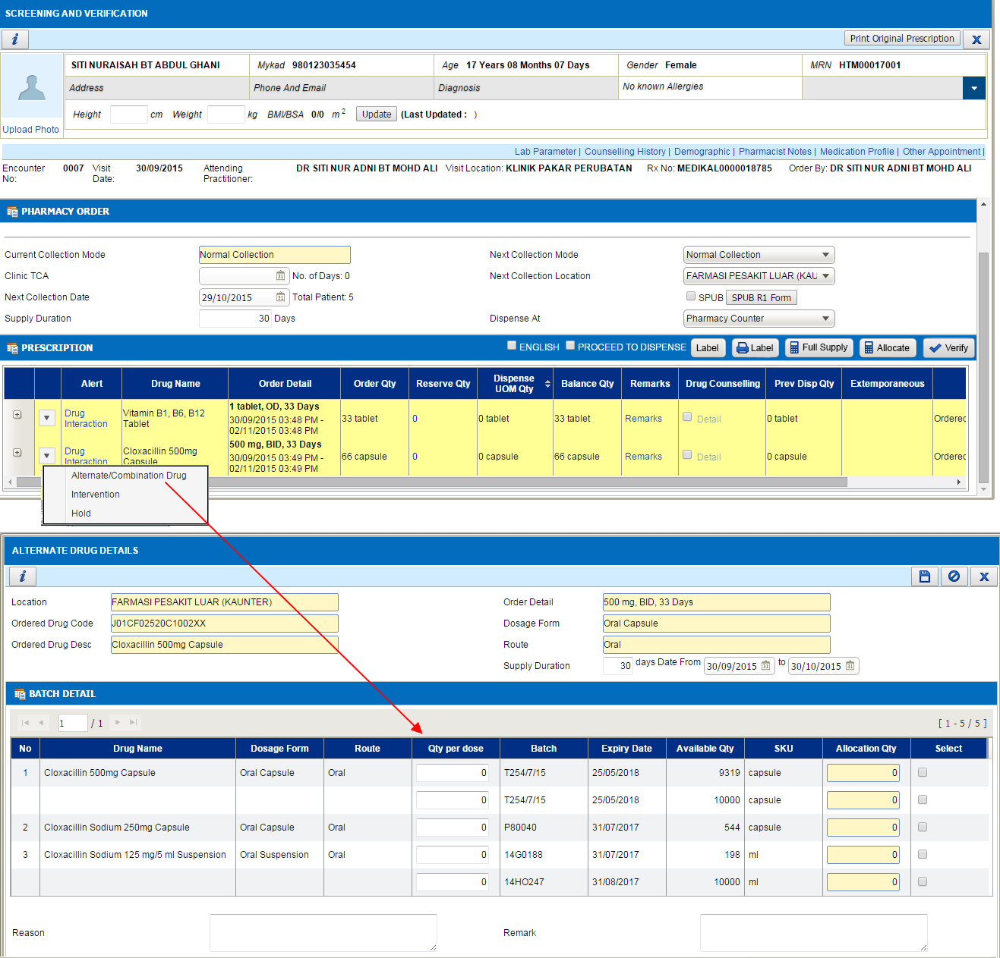 SCREENING AND VERIFICATION
i Print Original Prescription X
SITI NURAISAH BT ABDUL GHANI Mykad 980123035454 Age 17 Years 08 Months 07 Days Gender Female MRN HTM00017001
Address Phone And Email Diagnosis No known Allergies
Height cm Weight kg BMI/BSA 0/0 m 2 Update (Last Updated : )
Upload Photo
Lab Parameter | Counselling History | Demographic | Pharmacist Notes | Medication Profile | Other Appointment |
Encounter No: 0007 Visit Date: 30/09/2015 Attending Practitioner: DR SITI NUR ADNI BT MOHD ALI Visit Location: KLINIK PAKAR PERUBATAN Rx No: MEDIKAL0000018785 Order By: DR SITI NUR ADNI BT MOHD ALI
PHARMACY ORDER
Current Collection Mode Normal Collection Next Collection Mode Normal Collection
Clinic TCA 31 No. of Days: 0 Next Collection Location FARMASI PESAKIT LUAR (KAU
Next Collection Date 29/10/2015 31 Total Patient: 5 SPUB SPUB R1 Form
Supply Duration 30 Days Dispense At Pharmacy Counter
PRESCRIPTION ENGLISH PROCEED TO DISPENSE Label Label Full Supply Allocate Verify
Alert Drug Name Order Detail Order Qty Reserve Qty Dispense UOM Qty Balance Qty Remarks Drug Counselling Prev Disp Qty Extemporaneous
Drug Interaction Vitamin B1, B6, B12 Tablet 1 tablet, OD, 33 Days 30/09/2015 03:48 PM - 02/11/2015 03:48 PM 33 tablet 0 0 tablet 33 tablet Remarks Detail 0 tablet Ordered
Drug Interaction Cloxacillin 500mg Capsule 500 mg, BID, 33 Days 30/09/2015 03:49 PM - 02/11/2015 03:49 PM 66 capsule 0 0 capsule 66 capsule Remarks Detail 0 capsule Ordered
Alternate/Combination Drug
Intervention
Hold
ALTERNATE DRUG DETAILS
i X
Location FARMASI PESAKIT LUAR (KAUNTER) Order Detail 500 mg, BID, 33 Days
Ordered Drug Code J01CF02520C1002XX Dosage Form Oral Capsule
Ordered Drug Desc Cloxacillin 500mg Capsule Route Oral
Supply Duration 30 days Date From 30/09/2015 31 to 30/10/2015 31
BATCH DETAIL
1 / 1 [ 1 - 5 / 5 ]
No Drug Name Dosage Form Route Qty per dose Batch Expiry Date Available Qty SKU Allocation Qty Select
1 Cloxacillin 500mg Capsule Oral Capsule Oral 0 T254/7/15 25/05/2018 9319 capsule 0
0 T254/7/15 25/05/2018 10000 capsule 0
2 Cloxacillin Sodium 250mg Capsule Oral Capsule Oral 0 P80040 31/07/2017 544 capsule 0
3 Cloxacillin Sodium 125 mg/5 ml Suspension Oral Suspension Oral 0 14G0188 31/07/2017 198 ml 0
0 14HO247 31/08/2017 10000 ml 0
Reason Remark